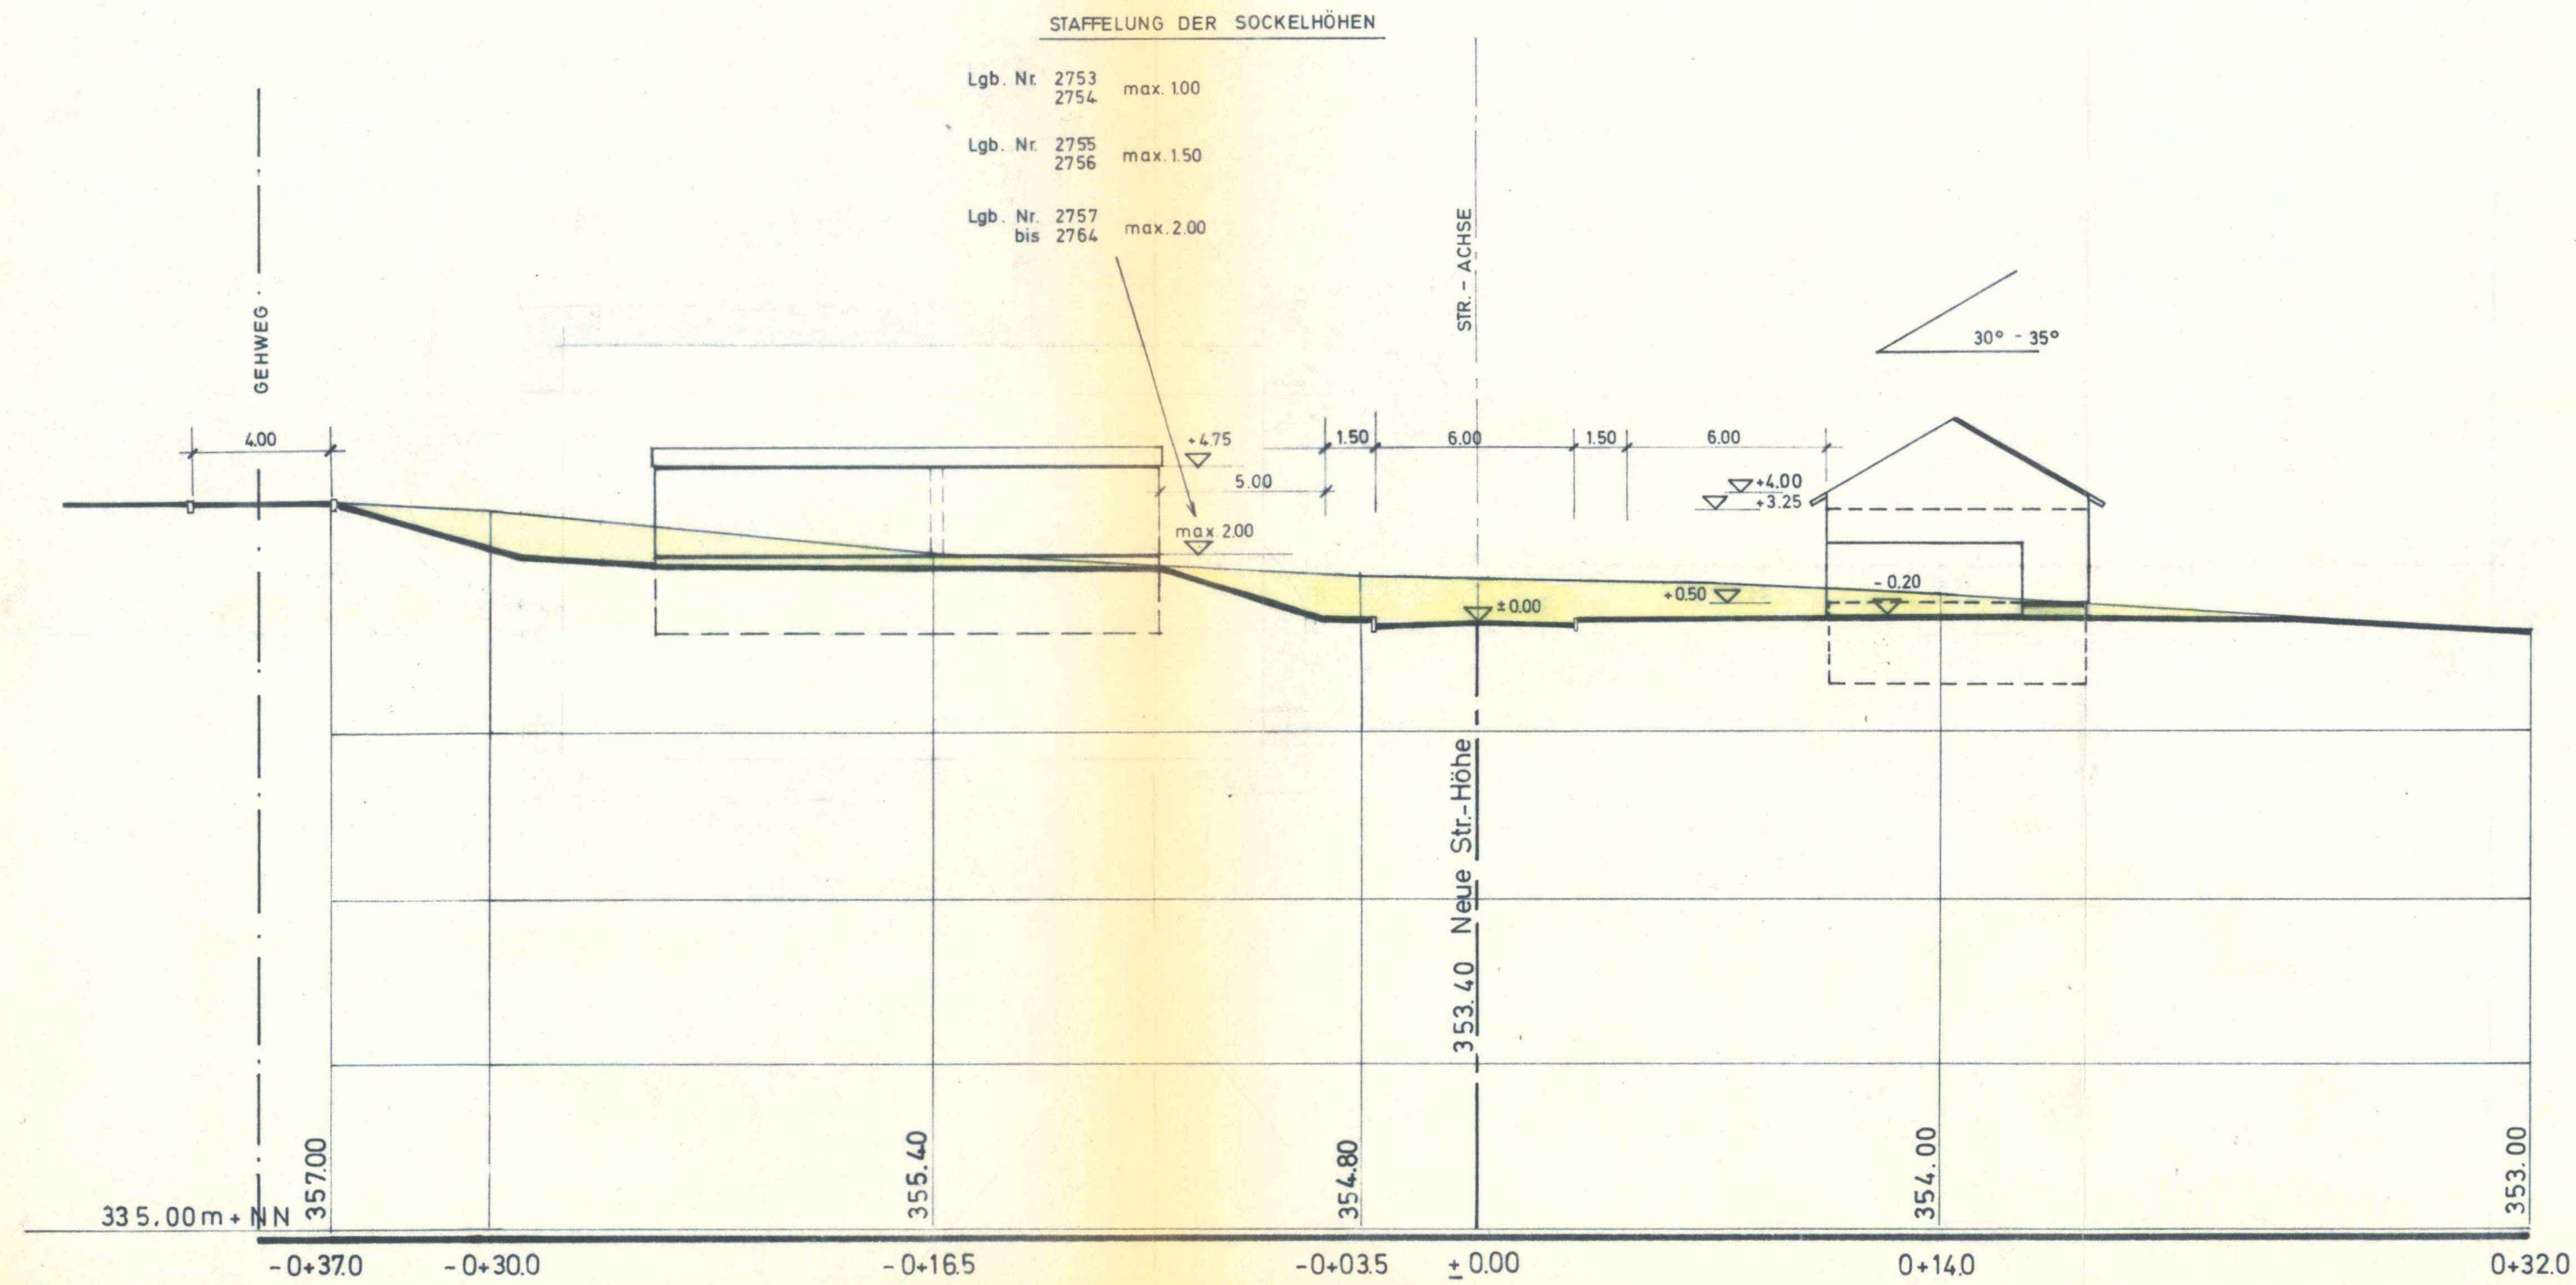 STAFFELUNG DER SOCKELHÖHEN
Lgb. Nr. 2753
2754 max. 1.00
Lgb. Nr. 2755
2756 max. 1.50
Lgb. Nr. 2757
bis 2764 max. 2.00
GEHWEG
STR. - ACHSE
30° - 35°
4.00
+4.75
1.50
6.00
1.50
6.00
5.00
+4.00
+3.25
max. 2.00
- 0.20
+0.50
±0.00
353.40 Neue Str.-Höhe
357.00
355.40
354.80
354.00
353.00
335.00 m + NN
- 0+37.0
- 0+30.0
- 0+16.5
- 0+03.5
± 0.00
0+14.0
0+32.0